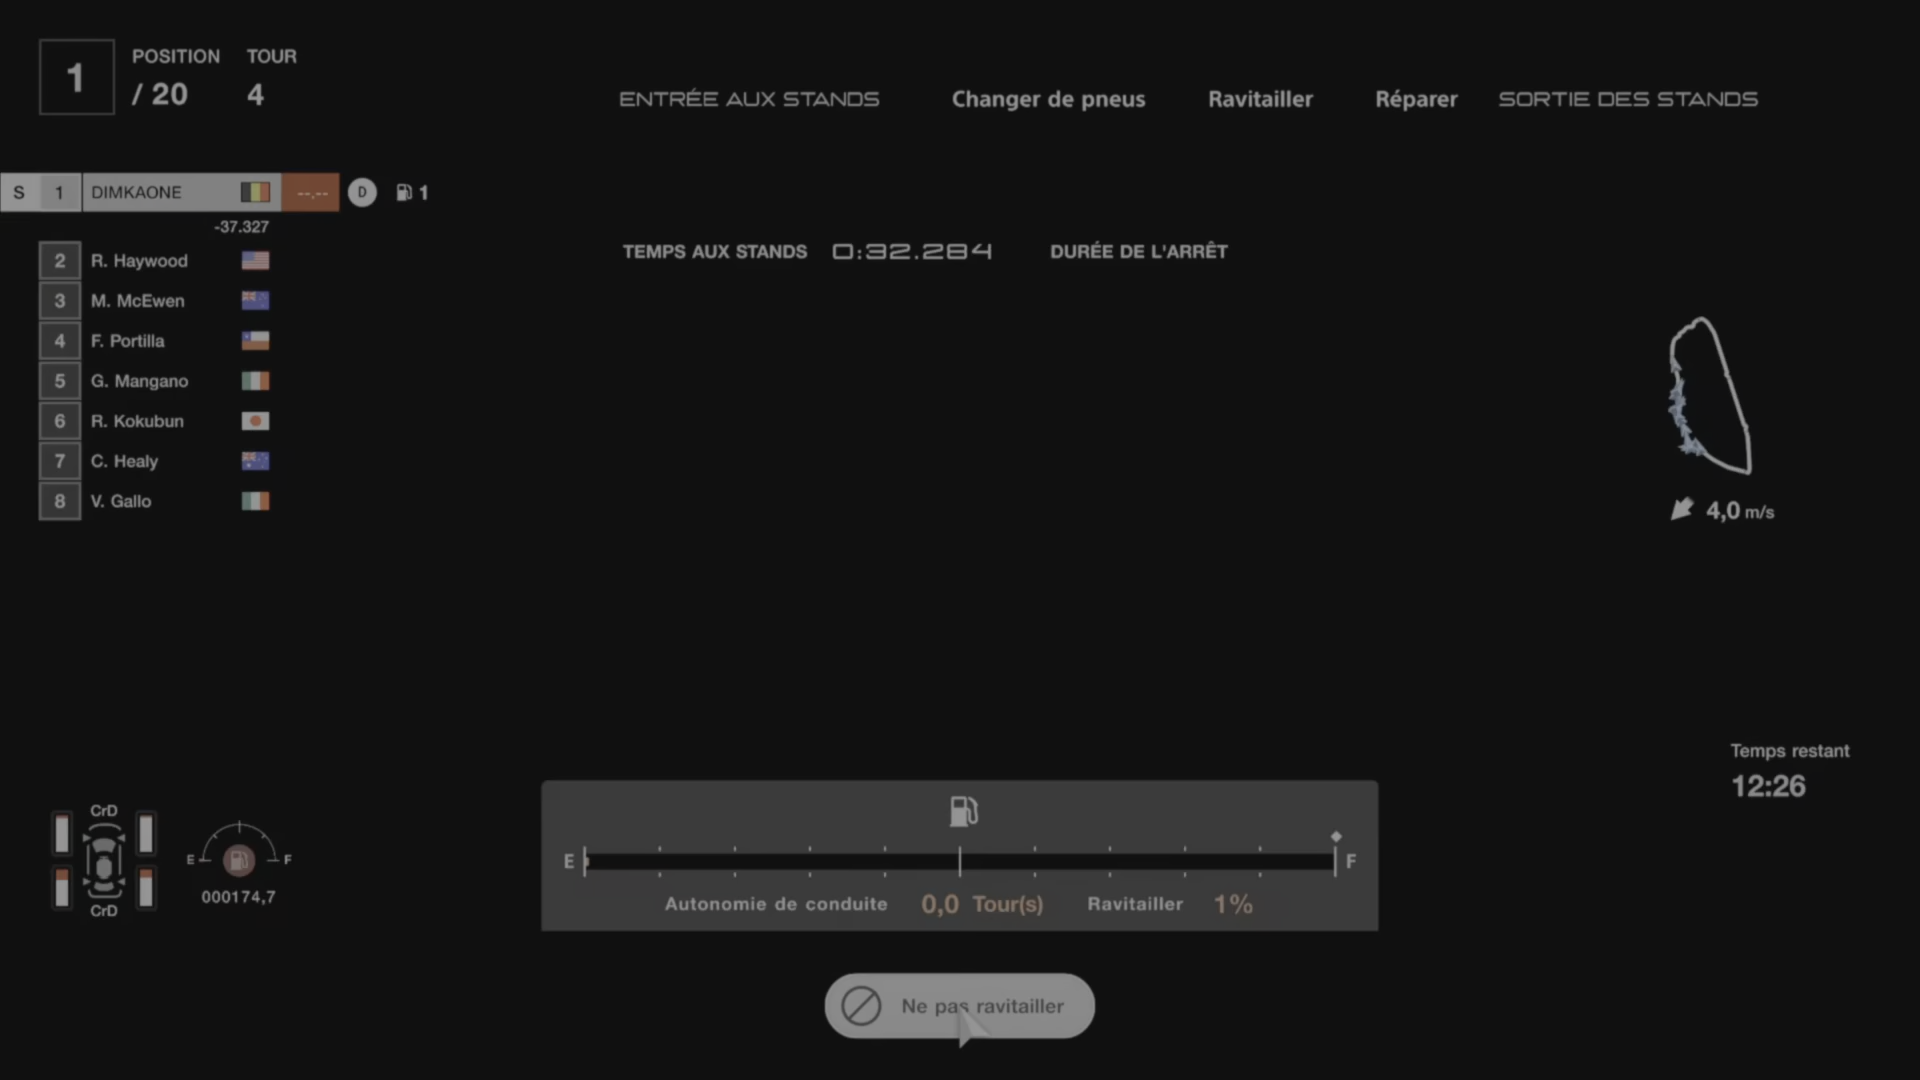 1
POSITION
/ 20
TOUR
4
ENTRÉE AUX STANDS
Changer de pneus
Ravitailler
Réparer
SORTIE DES STANDS
S 1 DIMKAONE --.-- D 1
-37.327
2 R. Haywood
3 M. McEwen
4 F. Portilla
5 G. Mangano
6 R. Kokubun
7 C. Healy
8 V. Gallo
TEMPS AUX STANDS 0:32.284
DURÉE DE L'ARRÊT
4,0 m/s
Temps restant
12:26
CrD
CrD
E F
000174,7
E F
Autonomie de conduite 0,0 Tour(s) Ravitailler 1%
Ne pas ravitailler